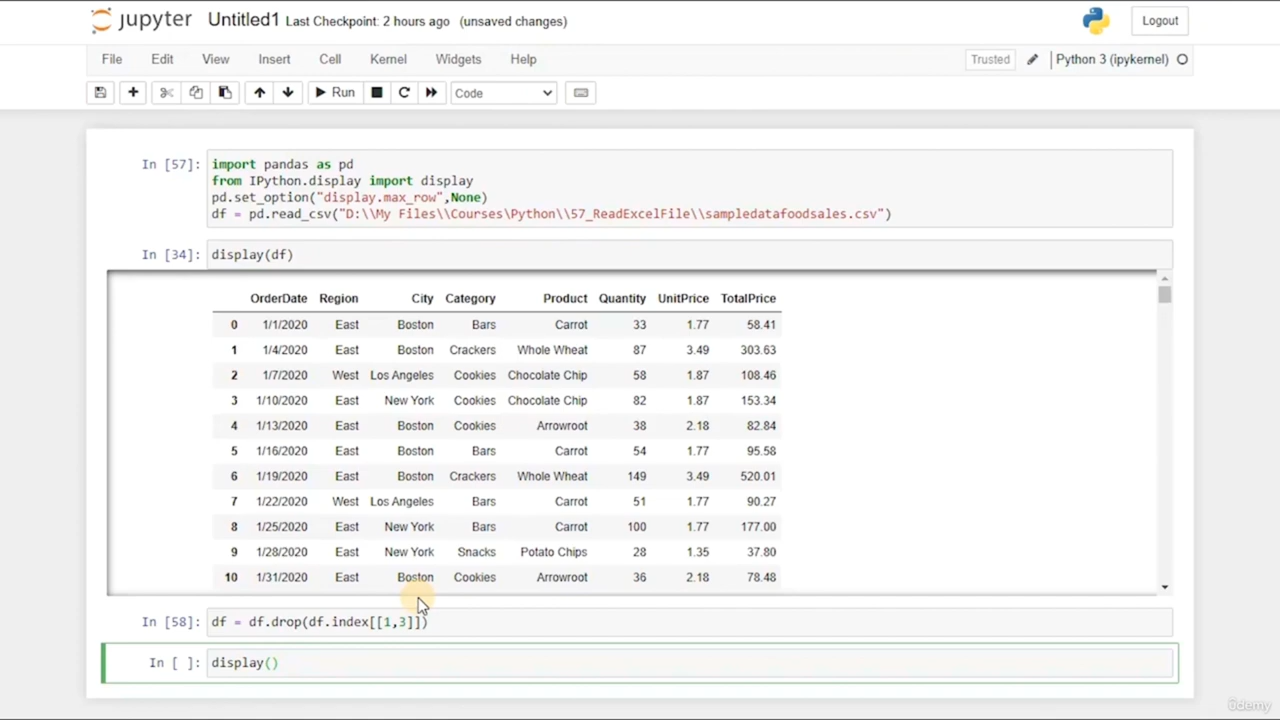 jupyter Untitled1 Last Checkpoint: 2 hours ago (unsaved changes) Logout
File Edit View Insert Cell Kernel Widgets Help Trusted Python 3 (ipykernel)
Run Code
In [57]: import pandas as pd
from IPython.display import display
pd.set_option("display.max_row",None)
df = pd.read_csv("D:\\My Files\\Courses\Python\\57_ReadExcelFile\\sampledatafoodsales.csv")
In [34]: display(df)
OrderDate Region City Category Product Quantity UnitPrice TotalPrice
0 1/1/2020 East Boston Bars Carrot 33 1.77 58.41
1 1/4/2020 East Boston Crackers Whole Wheat 87 3.49 303.63
2 1/7/2020 West Los Angeles Cookies Chocolate Chip 58 1.87 108.46
3 1/10/2020 East New York Cookies Chocolate Chip 82 1.87 153.34
4 1/13/2020 East Boston Cookies Arrowroot 38 2.18 82.84
5 1/16/2020 East Boston Bars Carrot 54 1.77 95.58
6 1/19/2020 East Boston Crackers Whole Wheat 149 3.49 520.01
7 1/22/2020 West Los Angeles Bars Carrot 51 1.77 90.27
8 1/25/2020 East New York Bars Carrot 100 1.77 177.00
9 1/28/2020 East New York Snacks Potato Chips 28 1.35 37.80
10 1/31/2020 East Boston Cookies Arrowroot 36 2.18 78.48
In [58]: df = df.drop(df.index[[1,3]])
In [ ]: display()
ûdemy